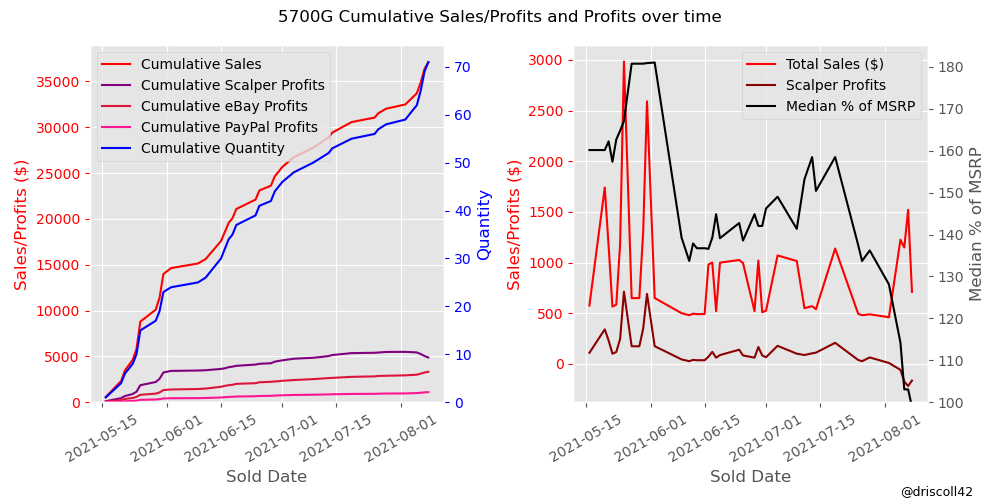 5700G Cumulative Sales/Profits and Profits over time
Cumulative Sales
Cumulative Scalper Profits
Cumulative eBay Profits
Cumulative PayPal Profits
Cumulative Quantity
35000
30000
25000
20000
15000
10000
5000
0
Sales/Profits ($)
70
60
50
40
30
20
10
0
Quantity
2021-05-15
2021-06-01
2021-06-15
2021-07-01
2021-07-15
2021-08-01
Sold Date
Total Sales ($)
Scalper Profits
Median % of MSRP
3000
2500
2000
1500
1000
500
0
Sales/Profits ($)
180
170
160
150
140
130
120
110
100
Median % of MSRP
2021-05-15
2021-06-01
2021-06-15
2021-07-01
2021-07-15
2021-08-01
Sold Date
@driscoll42